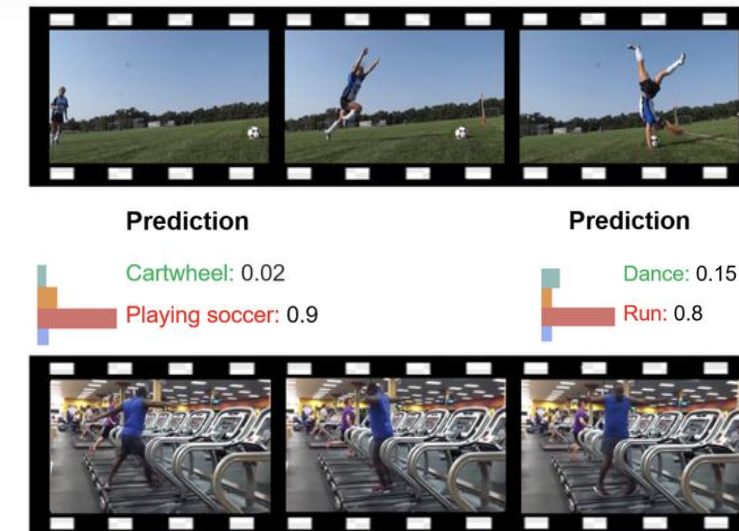 Prediction
Cartwheel: 0.02
Playing soccer: 0.9
Prediction
Dance: 0.15
Run: 0.8